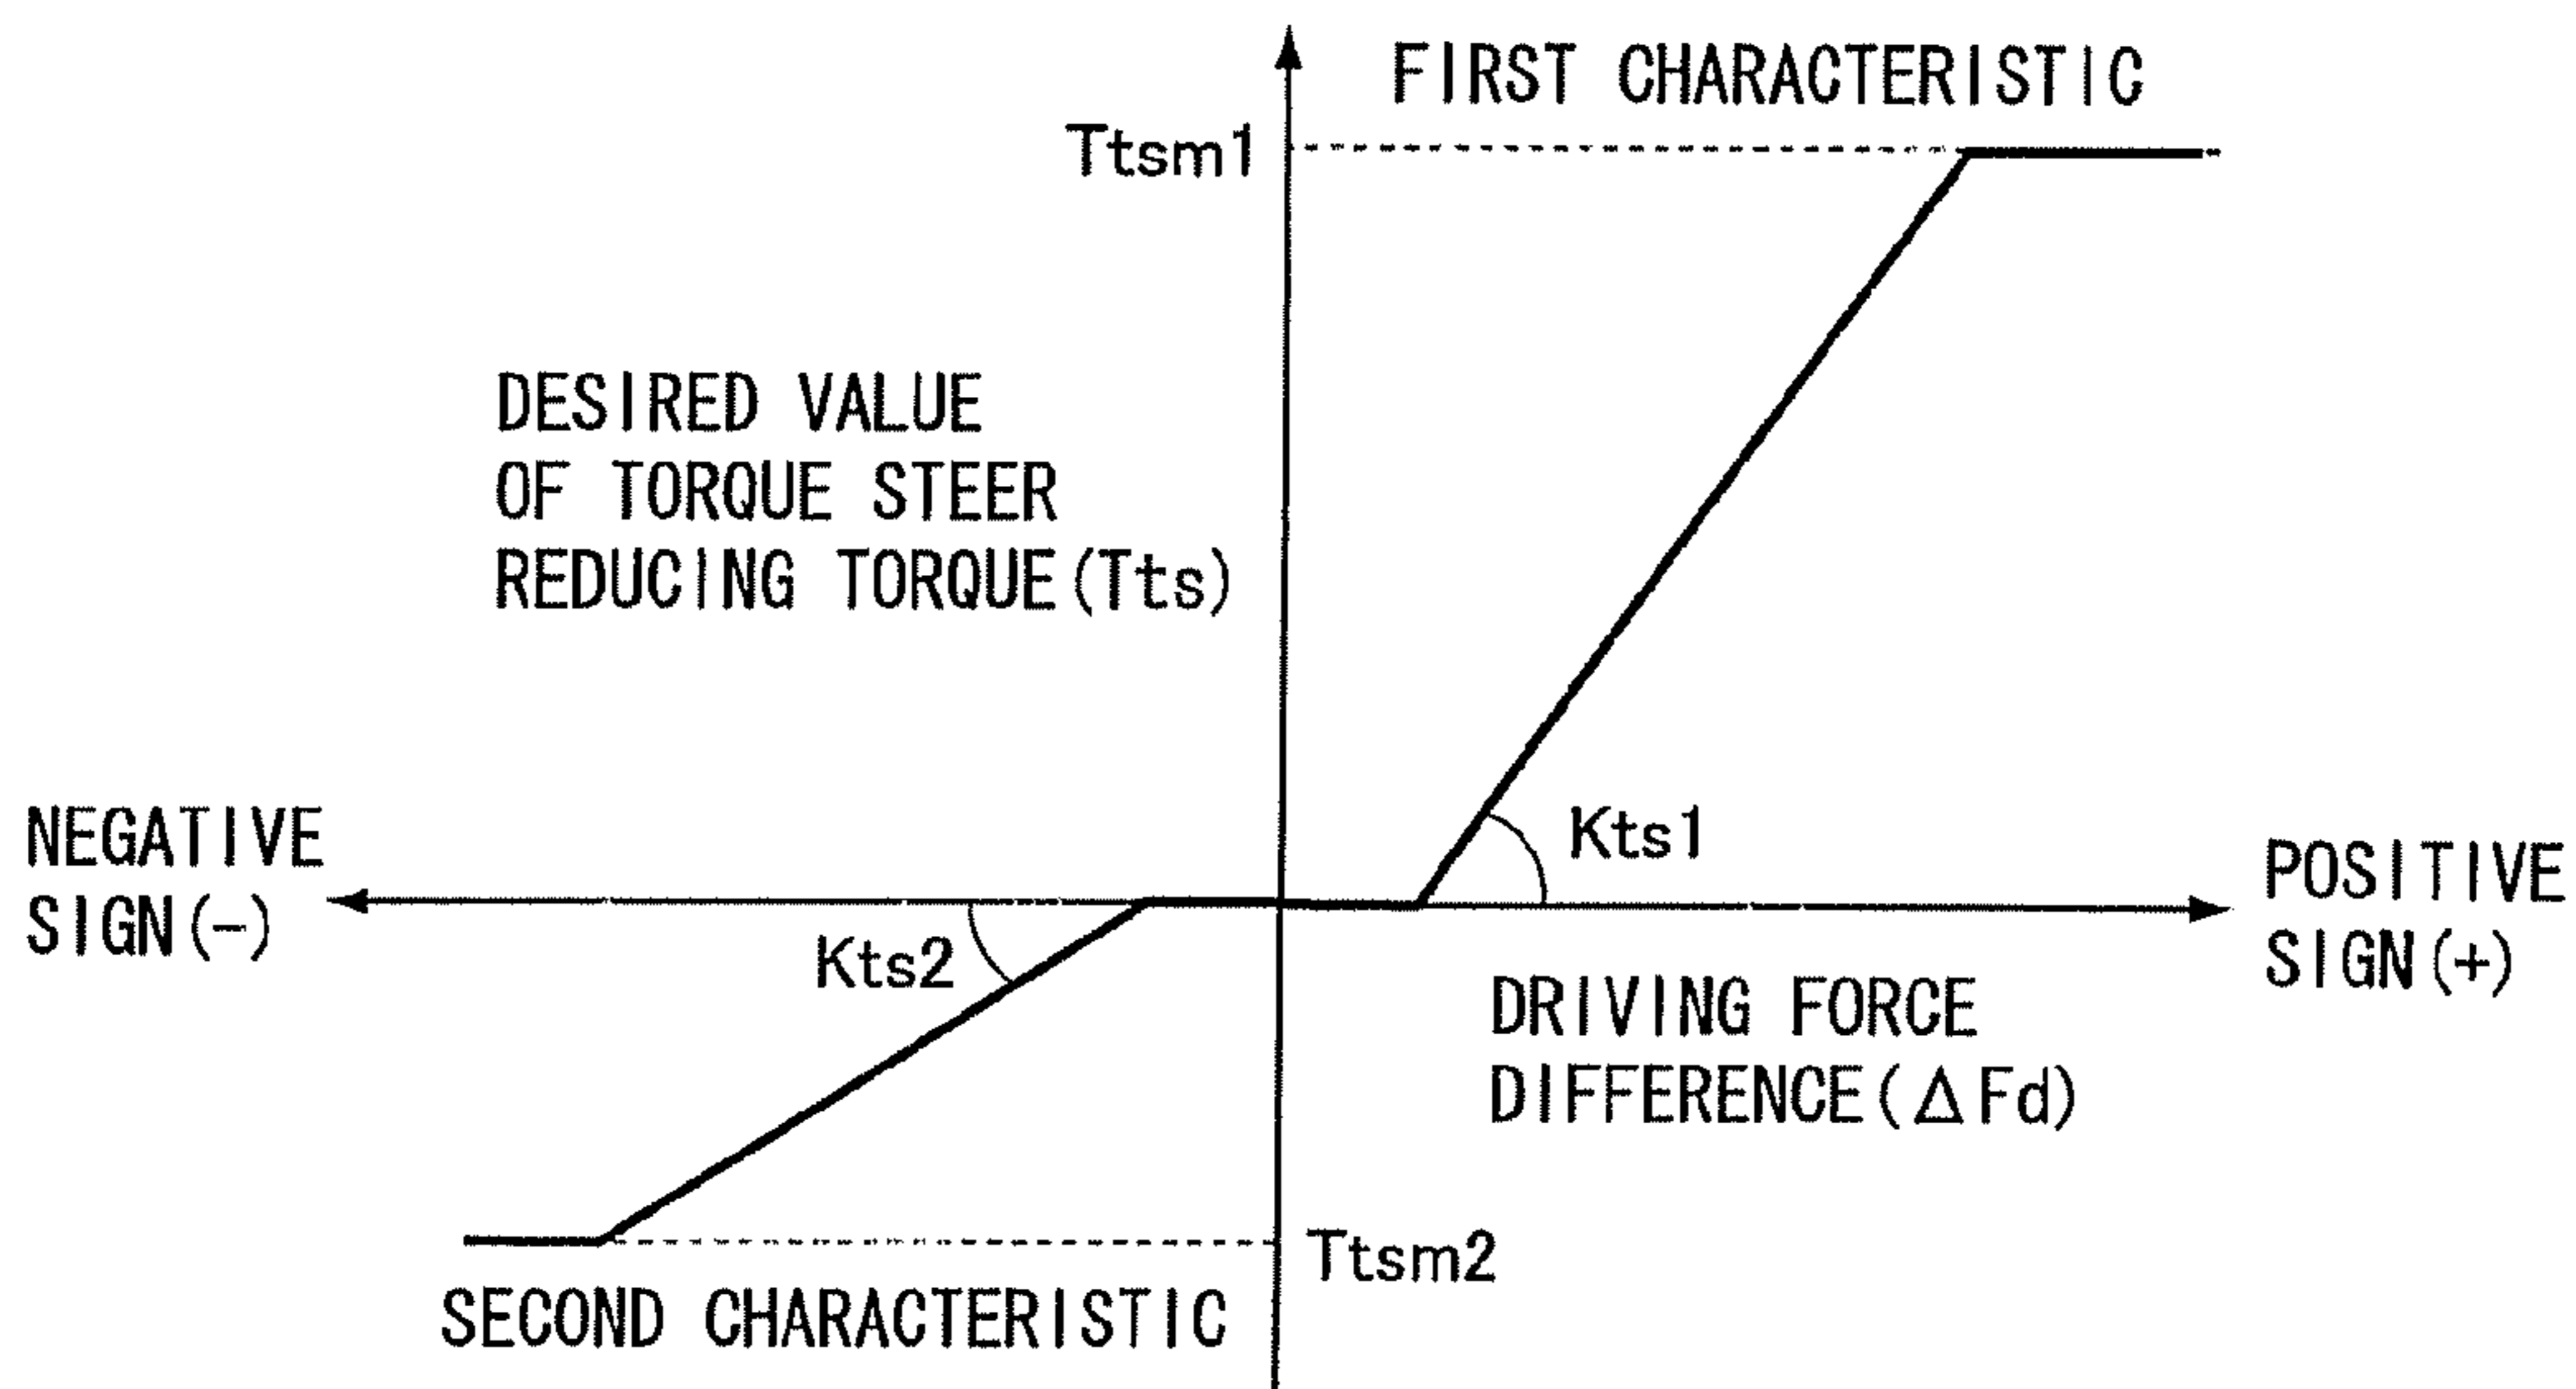 FIRST CHARACTERISTIC
Ttsm1
DESIRED VALUE
OF TORQUE STEER
REDUCING TORQUE(Tts)
NEGATIVE
SIGN(-)
Kts1
POSITIVE
SIGN(+)
Kts2
DRIVING FORCE
DIFFERENCE(ΔFd)
Ttsm2
SECOND CHARACTERISTIC